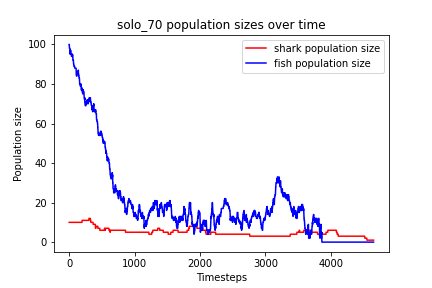 solo_70 population sizes over time
shark population size
fish population size
Population size
100
80
60
40
20
0
0
1000
2000
3000
4000
Timesteps